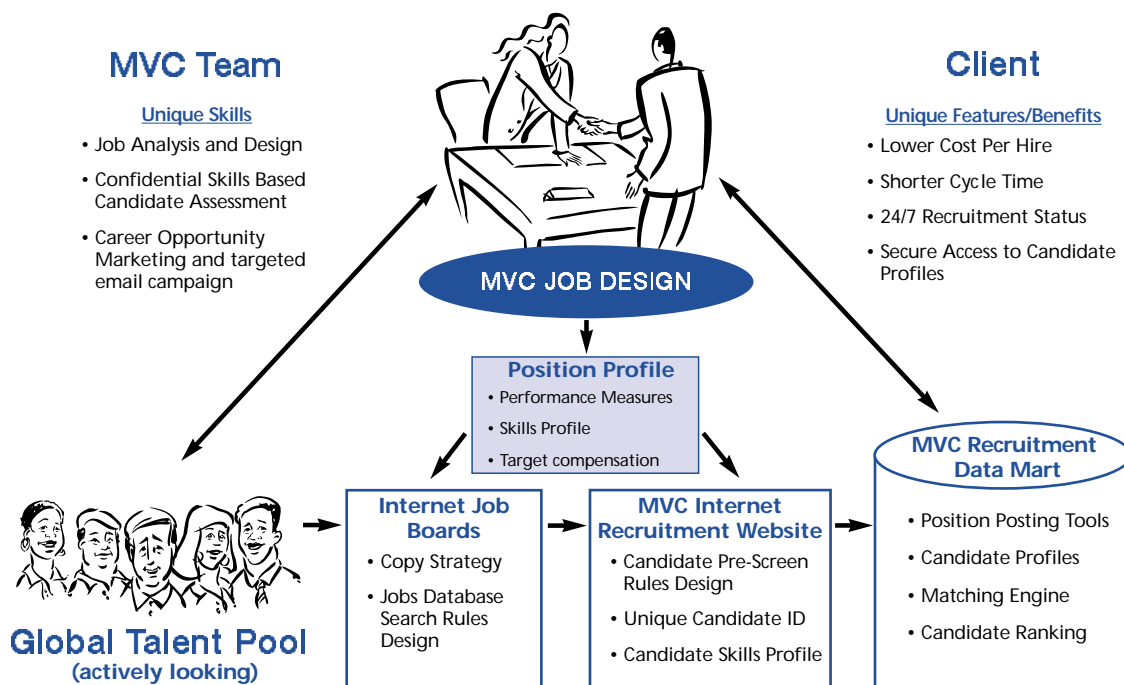 MVC Team
Unique Skills
• Job Analysis and Design
• Confidential Skills Based
Candidate Assessment
• Career Opportunity
Marketing and targeted
email campaign
Client
Unique Features/Benefits
• Lower Cost Per Hire
• Shorter Cycle Time
• 24/7 Recruitment Status
• Secure Access to Candidate
Profiles
MVC JOB DESIGN
Position Profile
• Performance Measures
• Skills Profile
• Target compensation
Global Talent Pool
(actively looking)
Internet Job
Boards
• Copy Strategy
• Jobs Database
Search Rules
Design
MVC Internet
Recruitment Website
• Candidate Pre-Screen
Rules Design
• Unique Candidate ID
• Candidate Skills Profile
MVC Recruitment
Data Mart
• Position Posting Tools
• Candidate Profiles
• Matching Engine
• Candidate Ranking